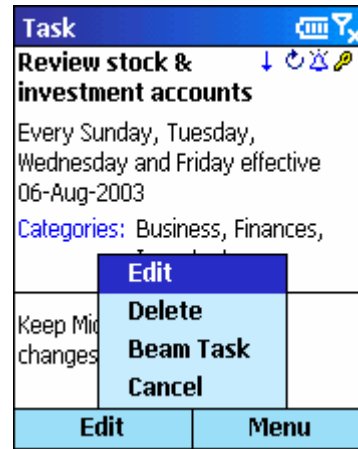 Task
Review stock &
investment accounts
Every Sunday, Tuesday,
Wednesday and Friday effective
06-Aug-2003
Categories: Business, Finances,
Edit
Keep
Delete
changes
Beam Task
Cancel
Edit Menu